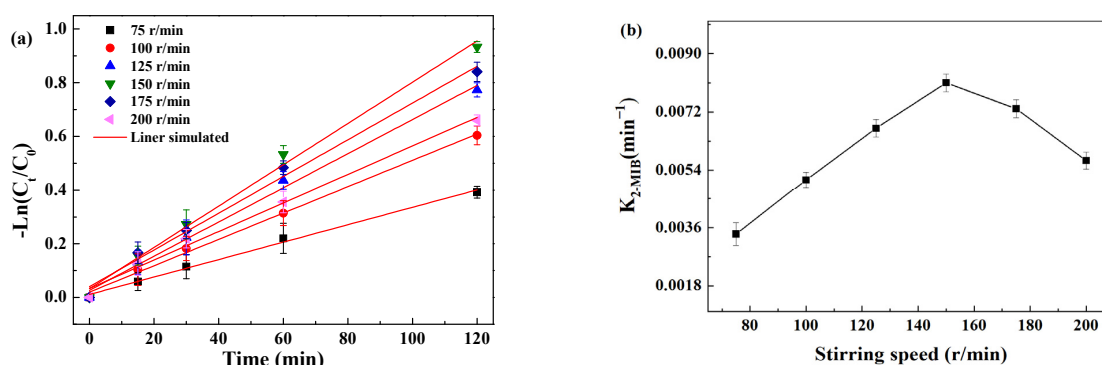 (a)
75 r/min
100 r/min
125 r/min
150 r/min
175 r/min
200 r/min
Liner simulated
-Ln(Cₜ/C₀)
1.0
0.8
0.6
0.4
0.2
0.0
0 20 40 60 80 100 120
Time (min)
(b)
K₂₋MIB(min⁻¹)
0.0090
0.0072
0.0054
0.0036
0.0018
80 100 120 140 160 180 200
Stirring speed (r/min)